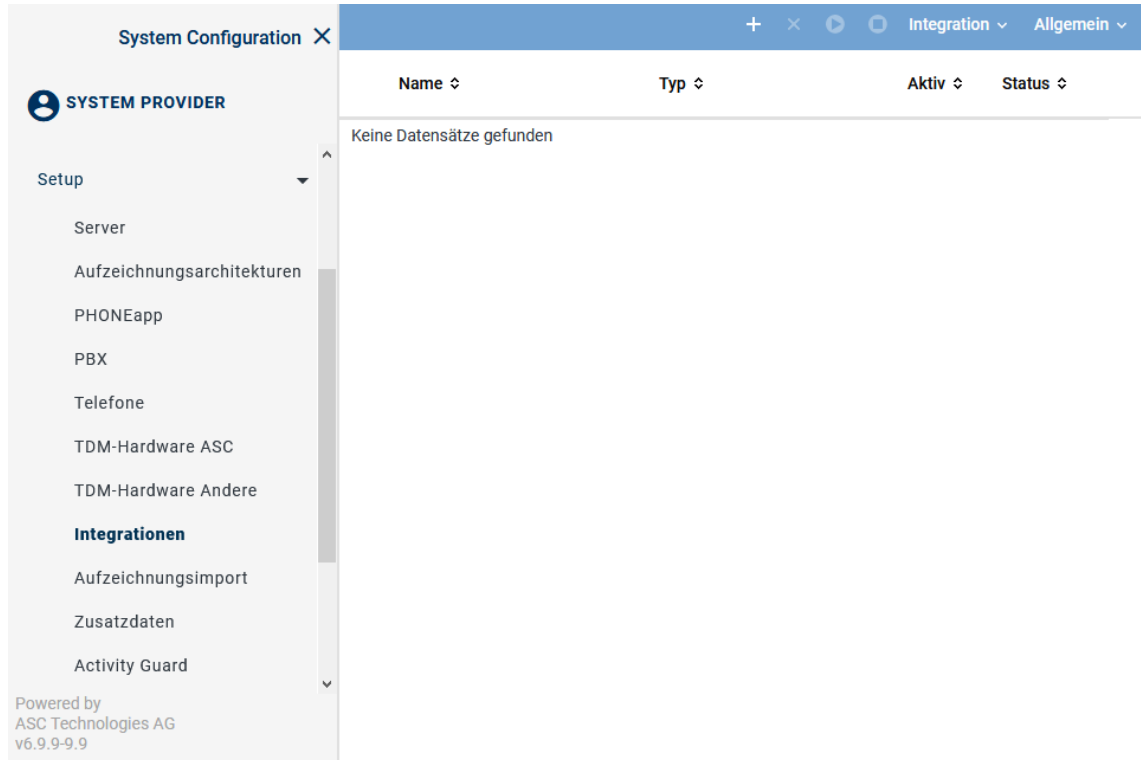 System Configuration
SYSTEM PROVIDER
Setup
Server
Aufzeichnungsarchitekturen
PHONEapp
PBX
Telefone
TDM-Hardware ASC
TDM-Hardware Andere
Integrationen
Aufzeichnungsimport
Zusatzdaten
Activity Guard
Powered by
ASC Technologies AG
v6.9.9-9.9
Integration Allgemein
Name Typ Aktiv Status
Keine Datensätze gefunden